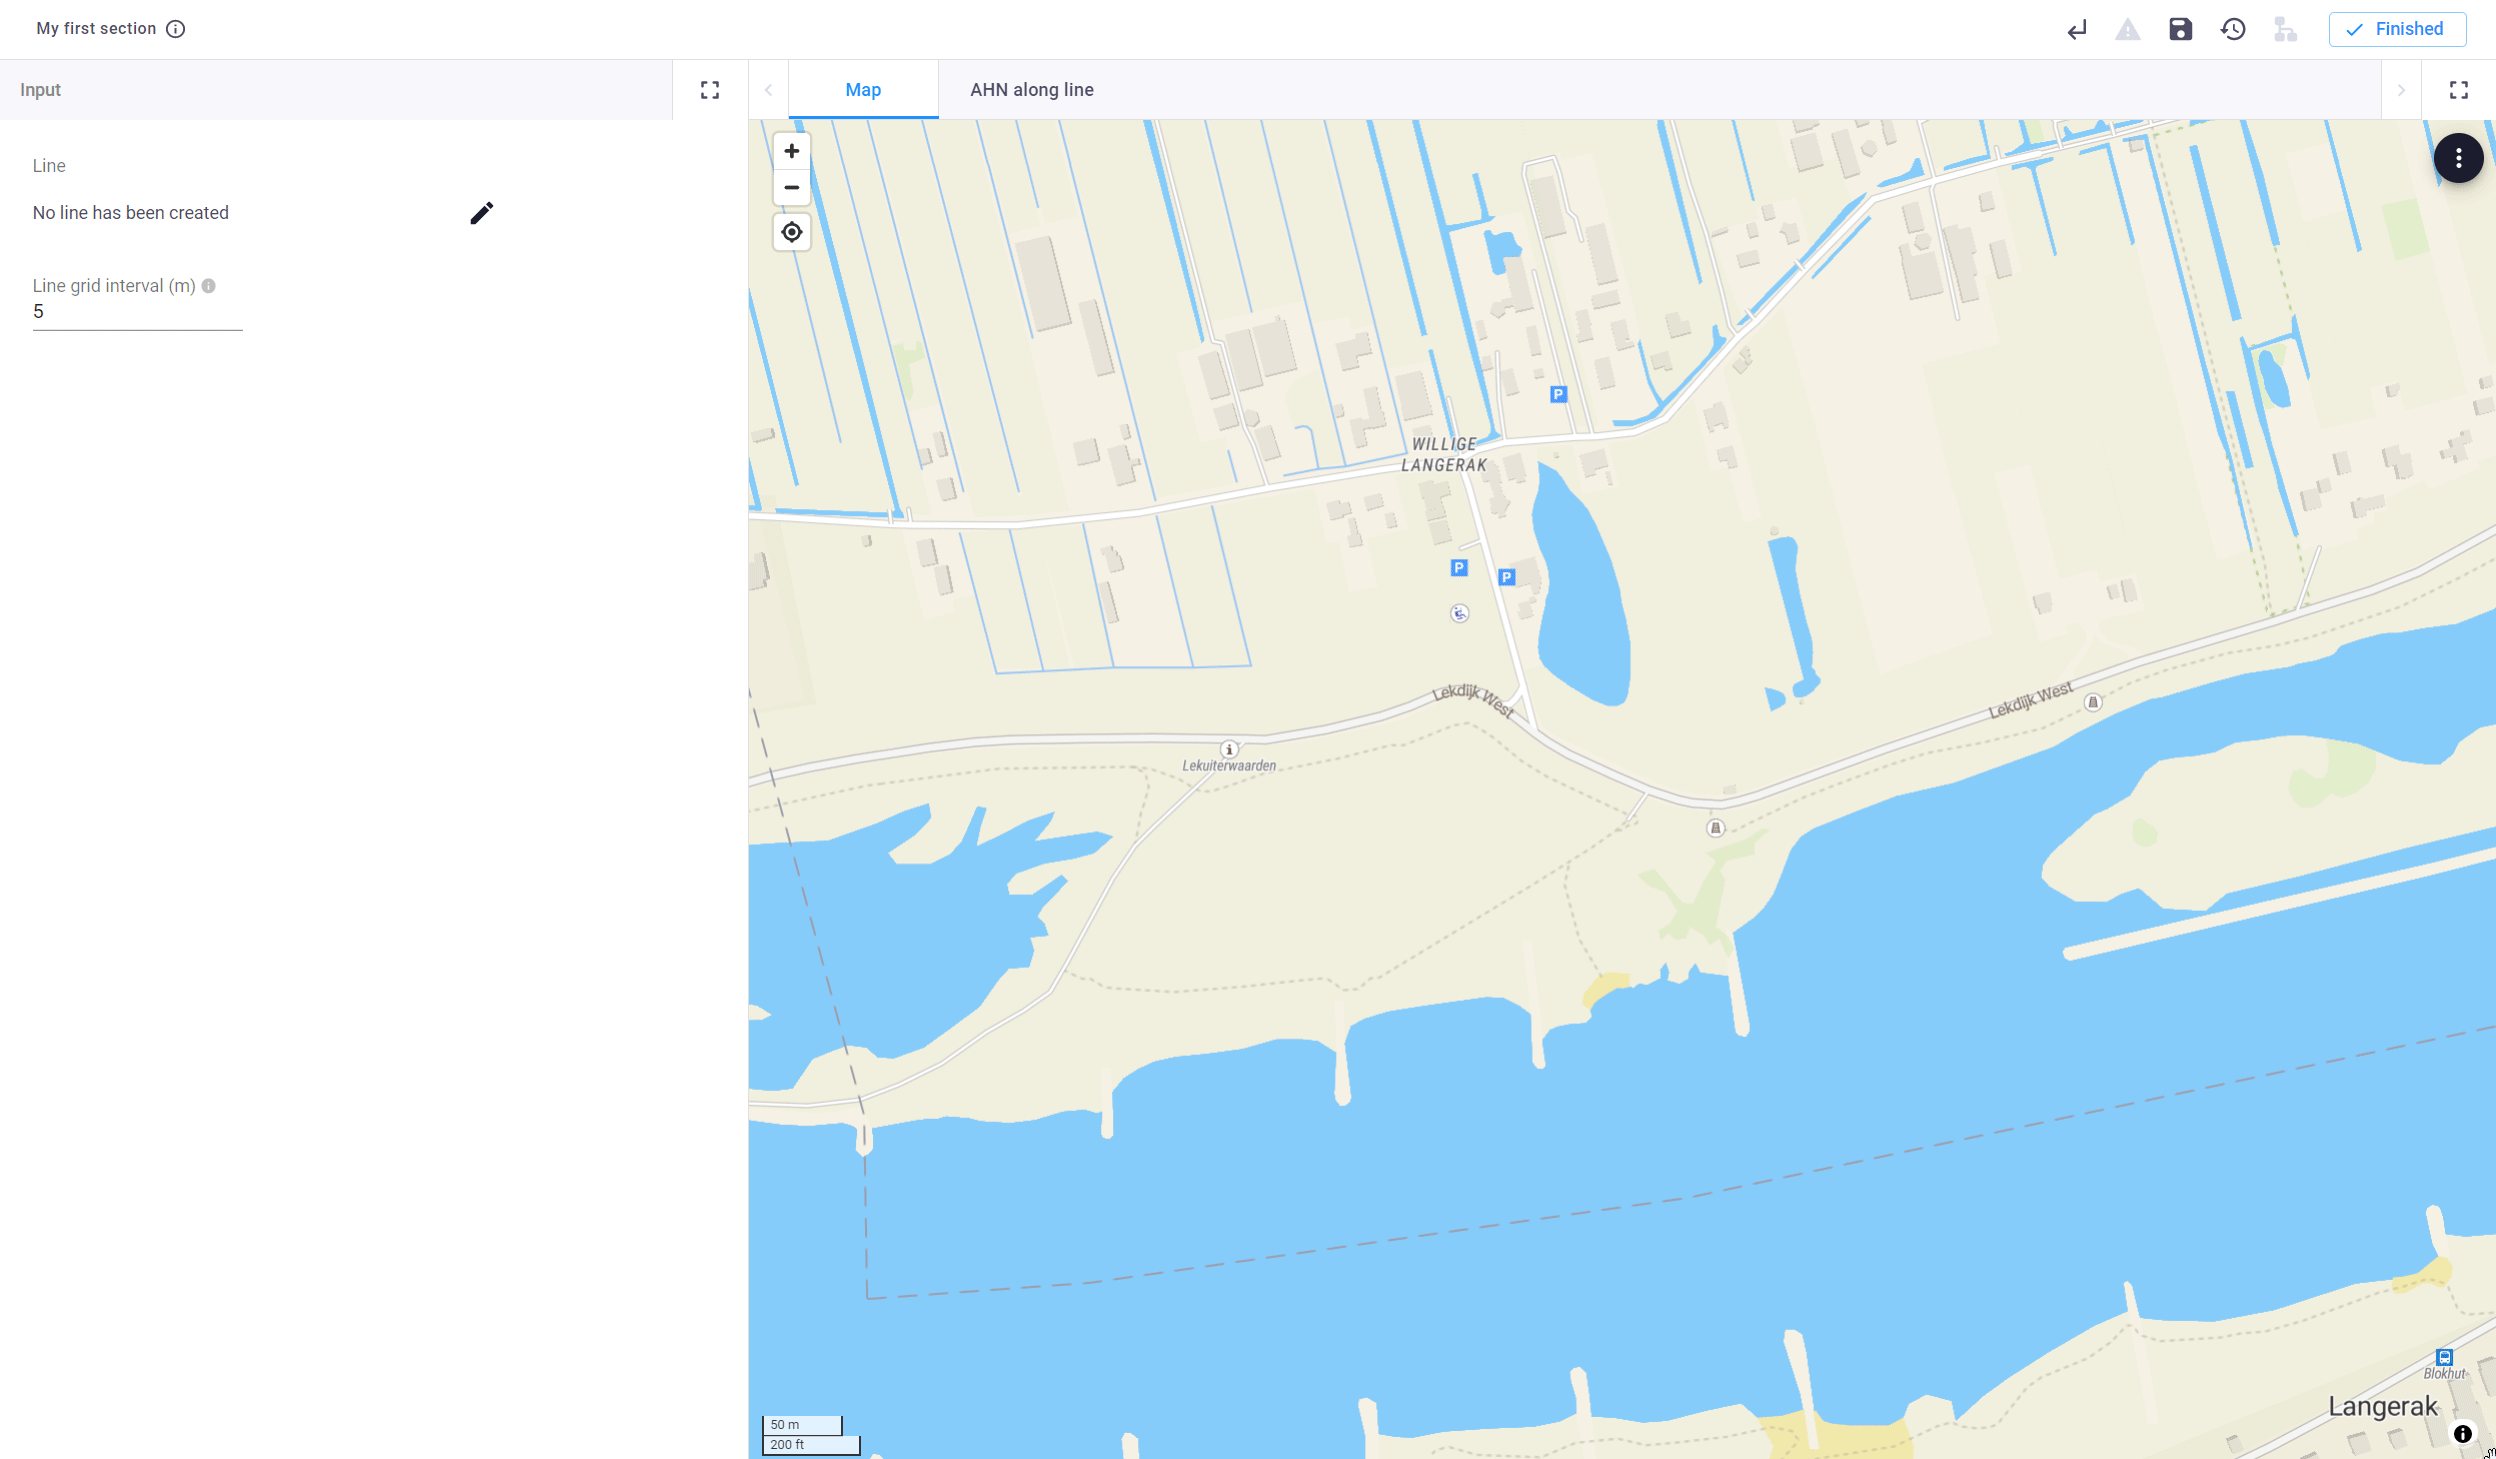 My first section
Finished
Input
Map
AHN along line
Line
No line has been created
Line grid interval (m)
5
P
WILLIGE
LANGERAK
P
P
Lekdijk West
Lekdijk West
Lekuiterwaarden
Blokhut
Langerak
50 m
200 ft